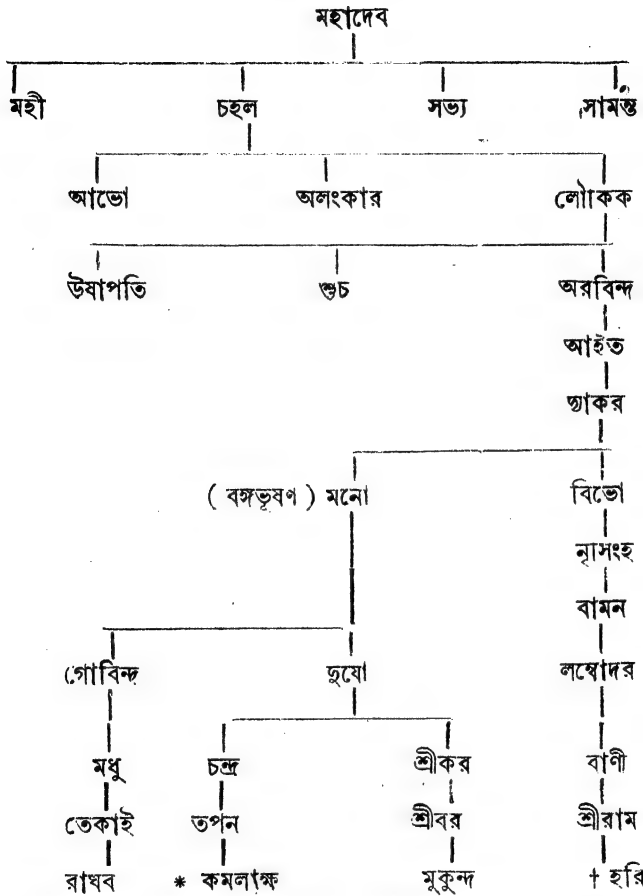 মহাদেব
মহী চহল সভ্য সামন্ত
আভো অলংকার লৌকিক
উষাপতি শুচ অরবিন্দ
আইত
ঘ্যাকর
( বঙ্গভূষণ ) মনো বিভো
নৃসিংহ
বামন
গোবিন্দ দুযো লম্বোদর
মধু চন্দ্র শ্রীকর বাণী
তেকাই তপন শ্রীবর শ্রীরাম
রাঘব * কমলাক্ষ মুকুন্দ † হরি